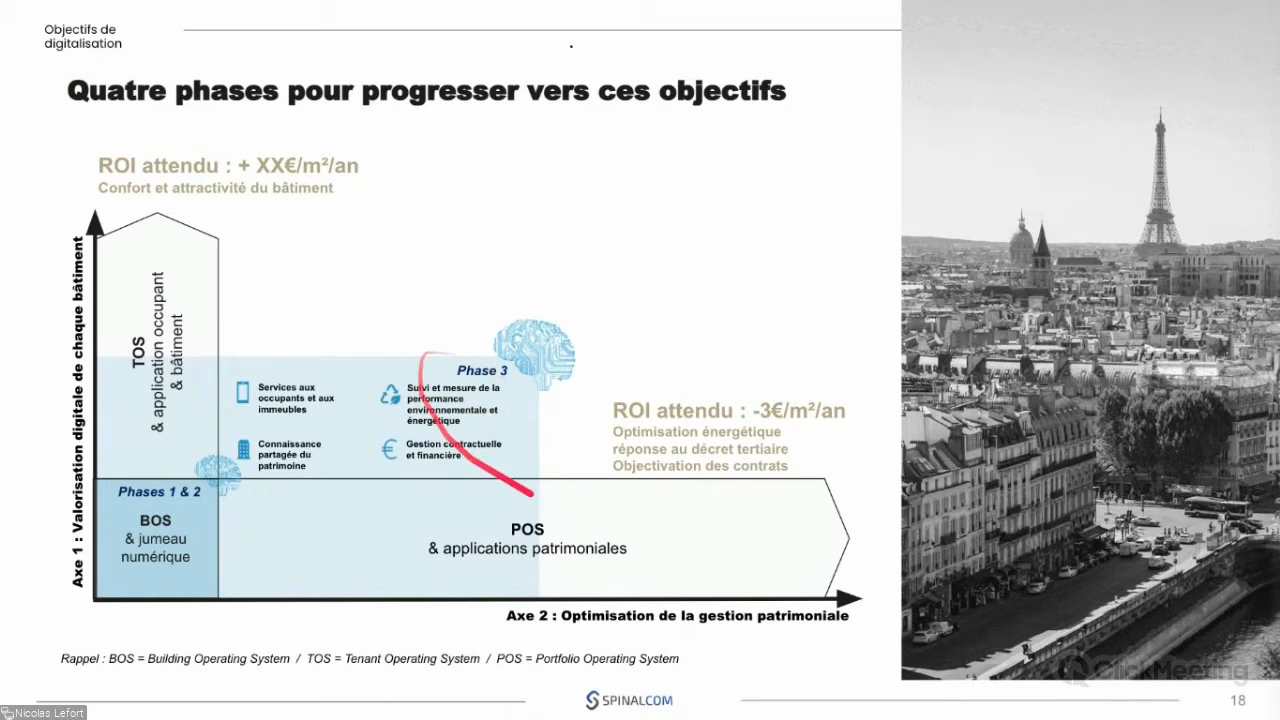 Objectifs de
digitalisation
Quatre phases pour progresser vers ces objectifs
ROI attendu : + XX€/m²/an
Confort et attractivité du bâtiment
Axe 1 : Valorisation digitale de chaque bâtiment
TOS
& application occupant
& bâtiment
Phase 3
Services aux
occupants et aux
immeubles
Suivi et mesure de la
performance
environnementale et
énergétique
Connaissance
partagée du
patrimoine
Gestion contractuelle
et financière
ROI attendu : -3€/m²/an
Optimisation énergétique
réponse au décret tertiaire
Objectivation des contrats
Phases 1 & 2
BOS
& jumeau
numérique
POS
& applications patrimoniales
Axe 2 : Optimisation de la gestion patrimoniale
Rappel : BOS = Building Operating System / TOS = Tenant Operating System / POS = Portfolio Operating System
ClickMeeting
SPINALCOM
18
Nicolas Lefort